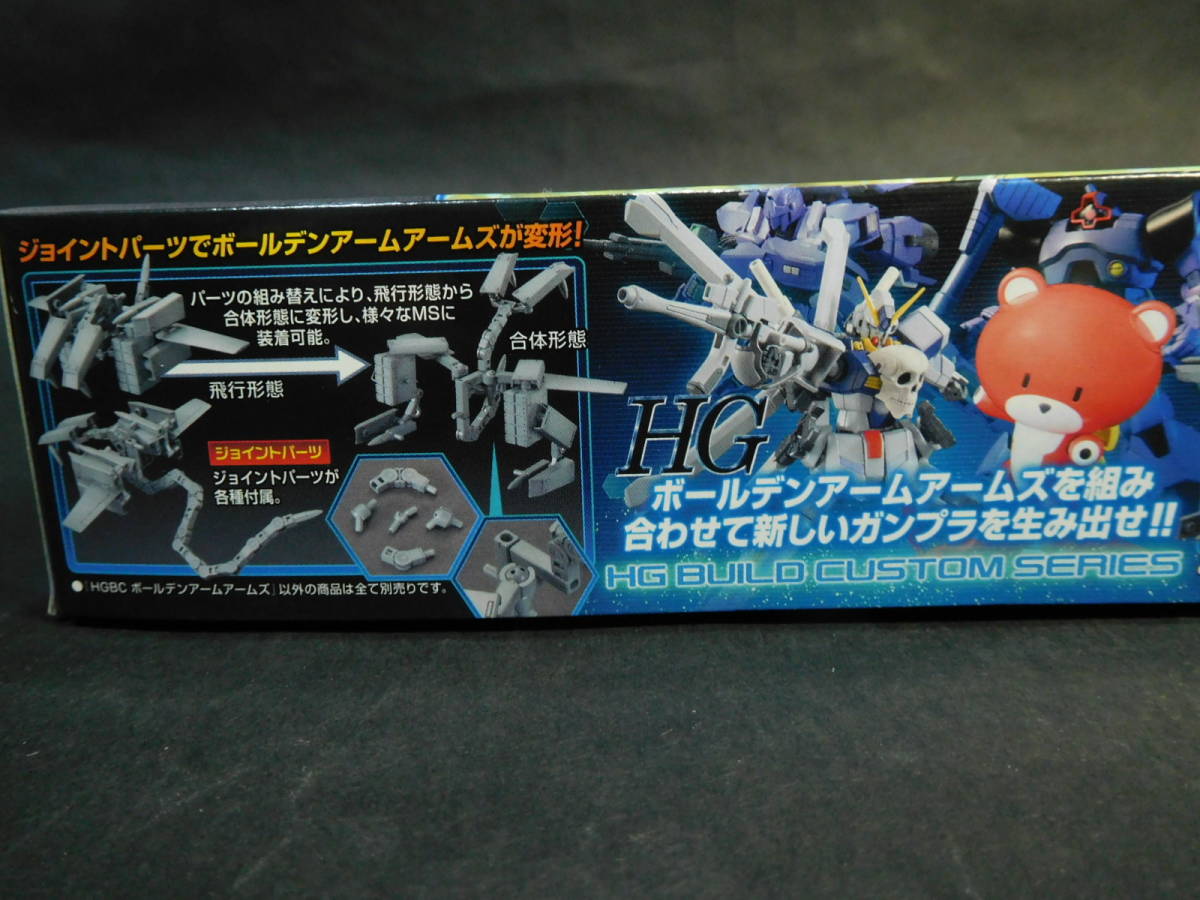 ジョイントパーツでボールデンアームアームズが変形!
パーツの組み替えにより、飛行形態から
合体形態に変形し、様々なMSに
装着可能。
飛行形態
合体形態
ジョイントパーツ
ジョイントパーツが
各種付属。
●「HGBC ボールデンアームアームズ」以外の商品は全て別売りです。
HG
ボールデンアームアームズを組み
合わせて新しいガンプラを生み出せ!!
HG BUILD CUSTOM SERIES